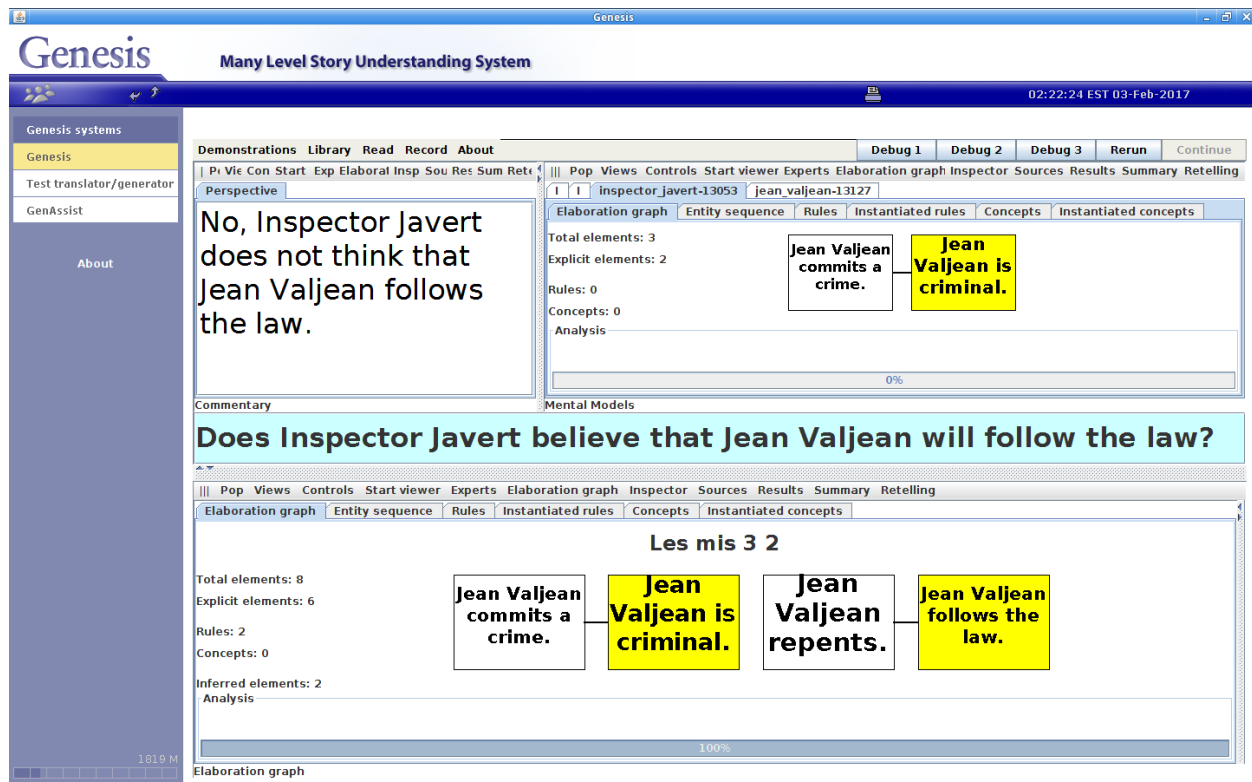 Genesis
Genesis
Many Level Story Understanding System
02:22:24 EST 03-Feb-2017
Genesis systems
Genesis
Test translator/generator
GenAssist
About
Demonstrations Library Read Record About
Debug 1 Debug 2 Debug 3 Rerun Continue
||| Pop Views Controls Start viewer Experts Elaboration graph Inspector Sources Results Summary Retelling
Perspective
No, Inspector Javert
does not think that
Jean Valjean follows
the law.
Commentary
I I inspector_javert-13053 jean_valjean-13127
Elaboration graph Entity sequence Rules Instantiated rules Concepts Instantiated concepts
Total elements: 3
Explicit elements: 2
Rules: 0
Concepts: 0
Jean Valjean
commits a
crime.
Jean
Valjean is
criminal.
Analysis
0%
Mental Models
Does Inspector Javert believe that Jean Valjean will follow the law?
||| Pop Views Controls Start viewer Experts Elaboration graph Inspector Sources Results Summary Retelling
Elaboration graph Entity sequence Rules Instantiated rules Concepts Instantiated concepts
Les mis 3 2
Total elements: 8
Explicit elements: 6
Rules: 2
Concepts: 0
Inferred elements: 2
Jean Valjean
commits a
crime.
Jean
Valjean is
criminal.
Jean
Valjean
repents.
Jean Valjean
follows the
law.
Analysis
100%
Elaboration graph
1819 M